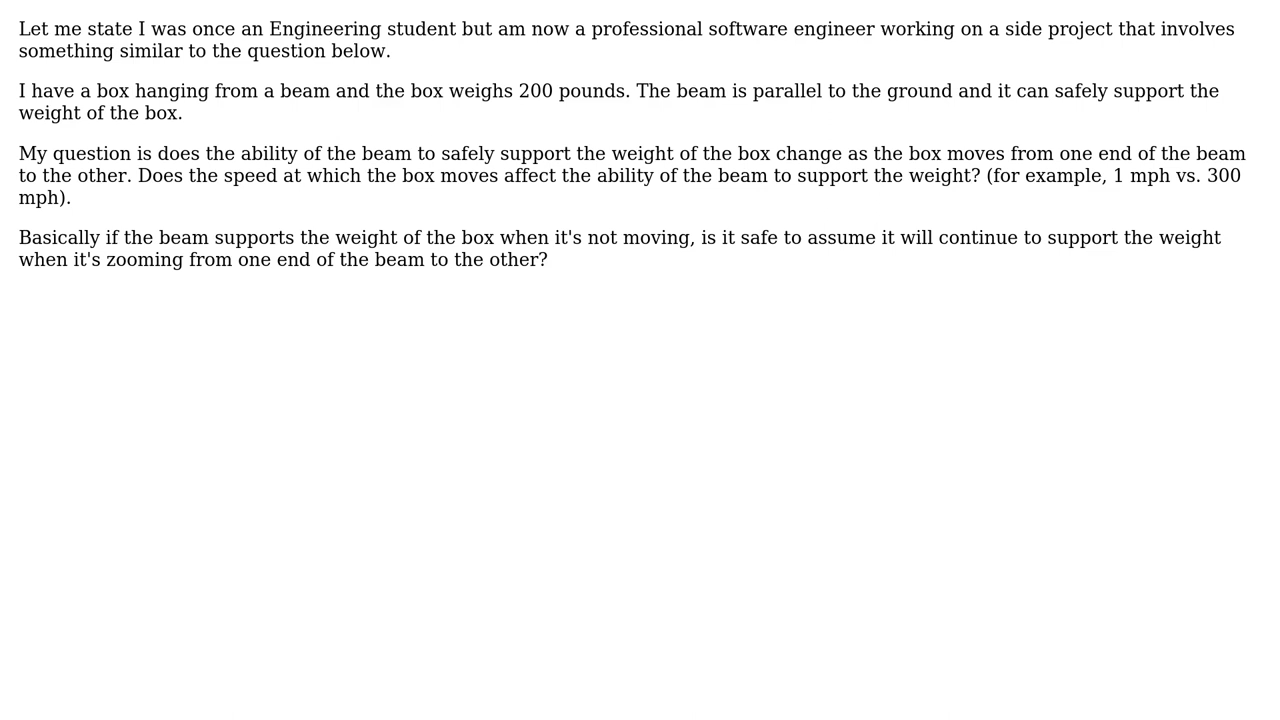 Let me state I was once an Engineering student but am now a professional software engineer working on a side project that involves
something similar to the question below.
I have a box hanging from a beam and the box weighs 200 pounds. The beam is parallel to the ground and it can safely support the
weight of the box.
My question is does the ability of the beam to safely support the weight of the box change as the box moves from one end of the beam
to the other. Does the speed at which the box moves affect the ability of the beam to support the weight? (for example, 1 mph vs. 300
mph).
Basically if the beam supports the weight of the box when it's not moving, is it safe to assume it will continue to support the weight
when it's zooming from one end of the beam to the other?